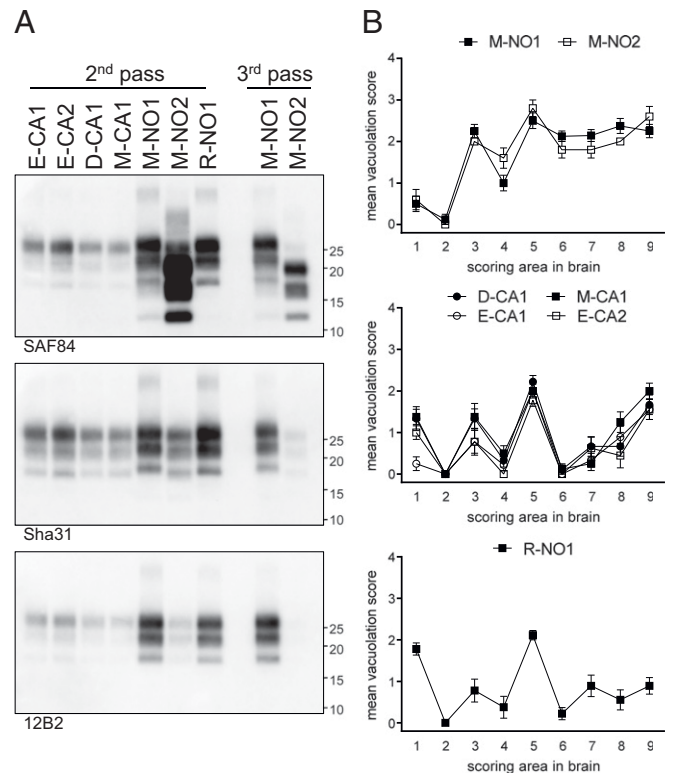 A
2nd pass 3rd pass
E-CA1
E-CA2
D-CA1
M-CA1
M-NO1
M-NO2
R-NO1
M-NO1
M-NO2
25
20
15
10
SAF84
25
20
15
10
Sha31
25
20
15
10
12B2
B
M-NO1 M-NO2
mean vacuolation score
4
3
2
1
0
1 2 3 4 5 6 7 8 9
scoring area in brain
D-CA1 M-CA1
E-CA1 E-CA2
mean vacuolation score
4
3
2
1
0
1 2 3 4 5 6 7 8 9
scoring area in brain
R-NO1
mean vacuolation score
4
3
2
1
0
1 2 3 4 5 6 7 8 9
scoring area in brain